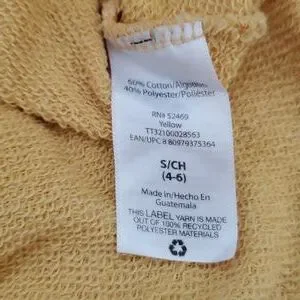 60% Cotton/Algodón
40% Polyester/Poliéster
RN# 52469
Yellow
TT32100028563
EAN/UPC 8 80979375364
S/CH
(4-6)
Made in/Hecho En
Guatemala
THIS LABEL YARN IS MADE
OUT OF 100% RECYCLED
POLYESTER MATERIALS